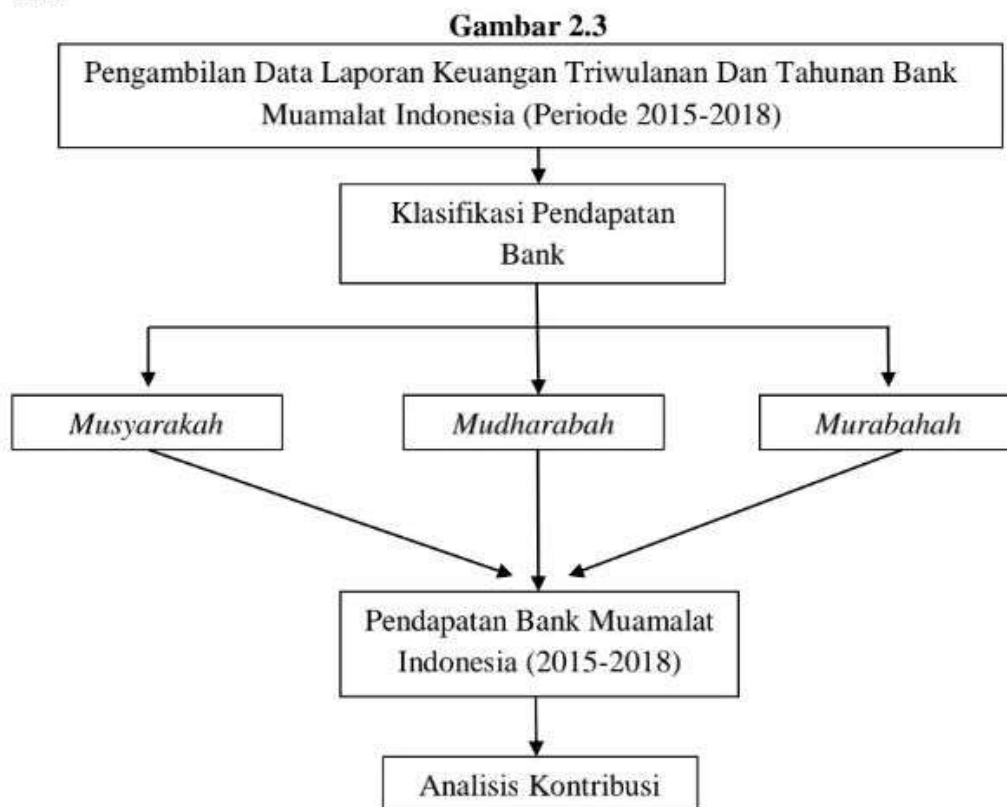 Gambar 2.3
Pengambilan Data Laporan Keuangan Triwulanan Dan Tahunan Bank
Muamalat Indonesia (Periode 2015-2018)
Klasifikasi Pendapatan
Bank
Musyarakah
Mudharabah
Murabahah
Pendapatan Bank Muamalat
Indonesia (2015-2018)
Analisis Kontribusi